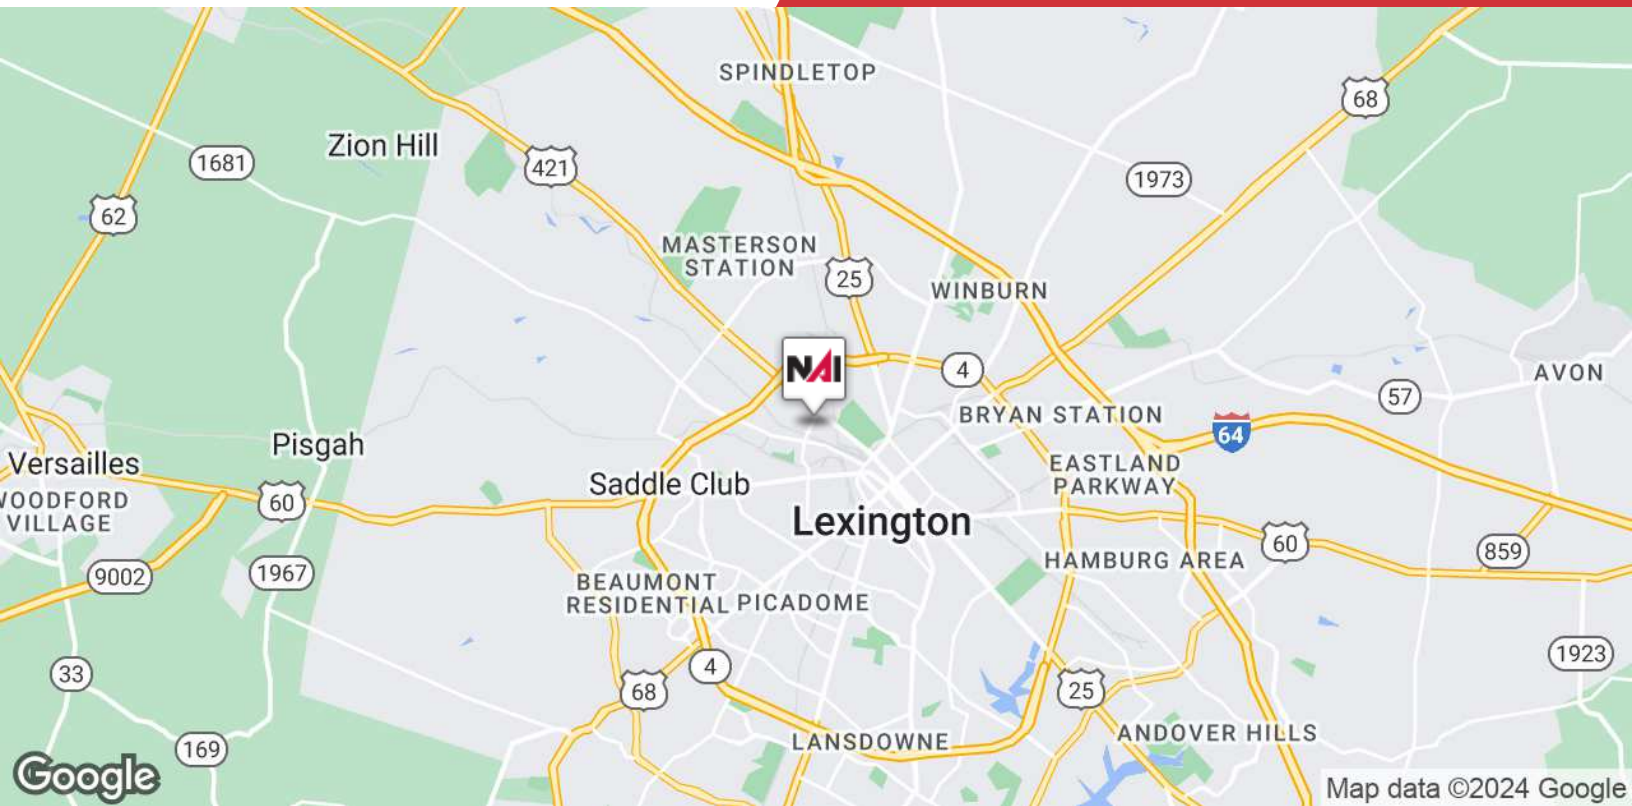 SPINDLETOP
68
Zion Hill
1681
421
1973
62
MASTERSON
STATION
25
WINBURN
NAI
4
AVON
57
BRYAN STATION
64
Pisgah
Versailles
EASTLAND
PARKWAY
Saddle Club
WOODFORD
VILLAGE
60
Lexington
60
859
HAMBURG AREA
9002
1967
BEAUMONT
RESIDENTIAL
PICADOME
33
4
1923
68
25
169
LANSDOWNE
ANDOVER HILLS
Google
Map data ©2024 Google